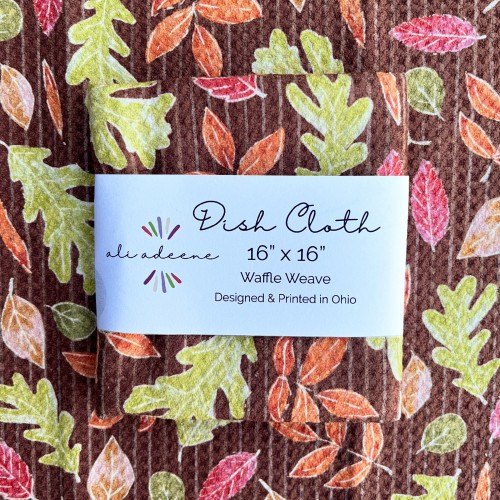 Dish Cloth
ali adeene
16" x 16"
Waffle Weave
Designed & Printed in Ohio